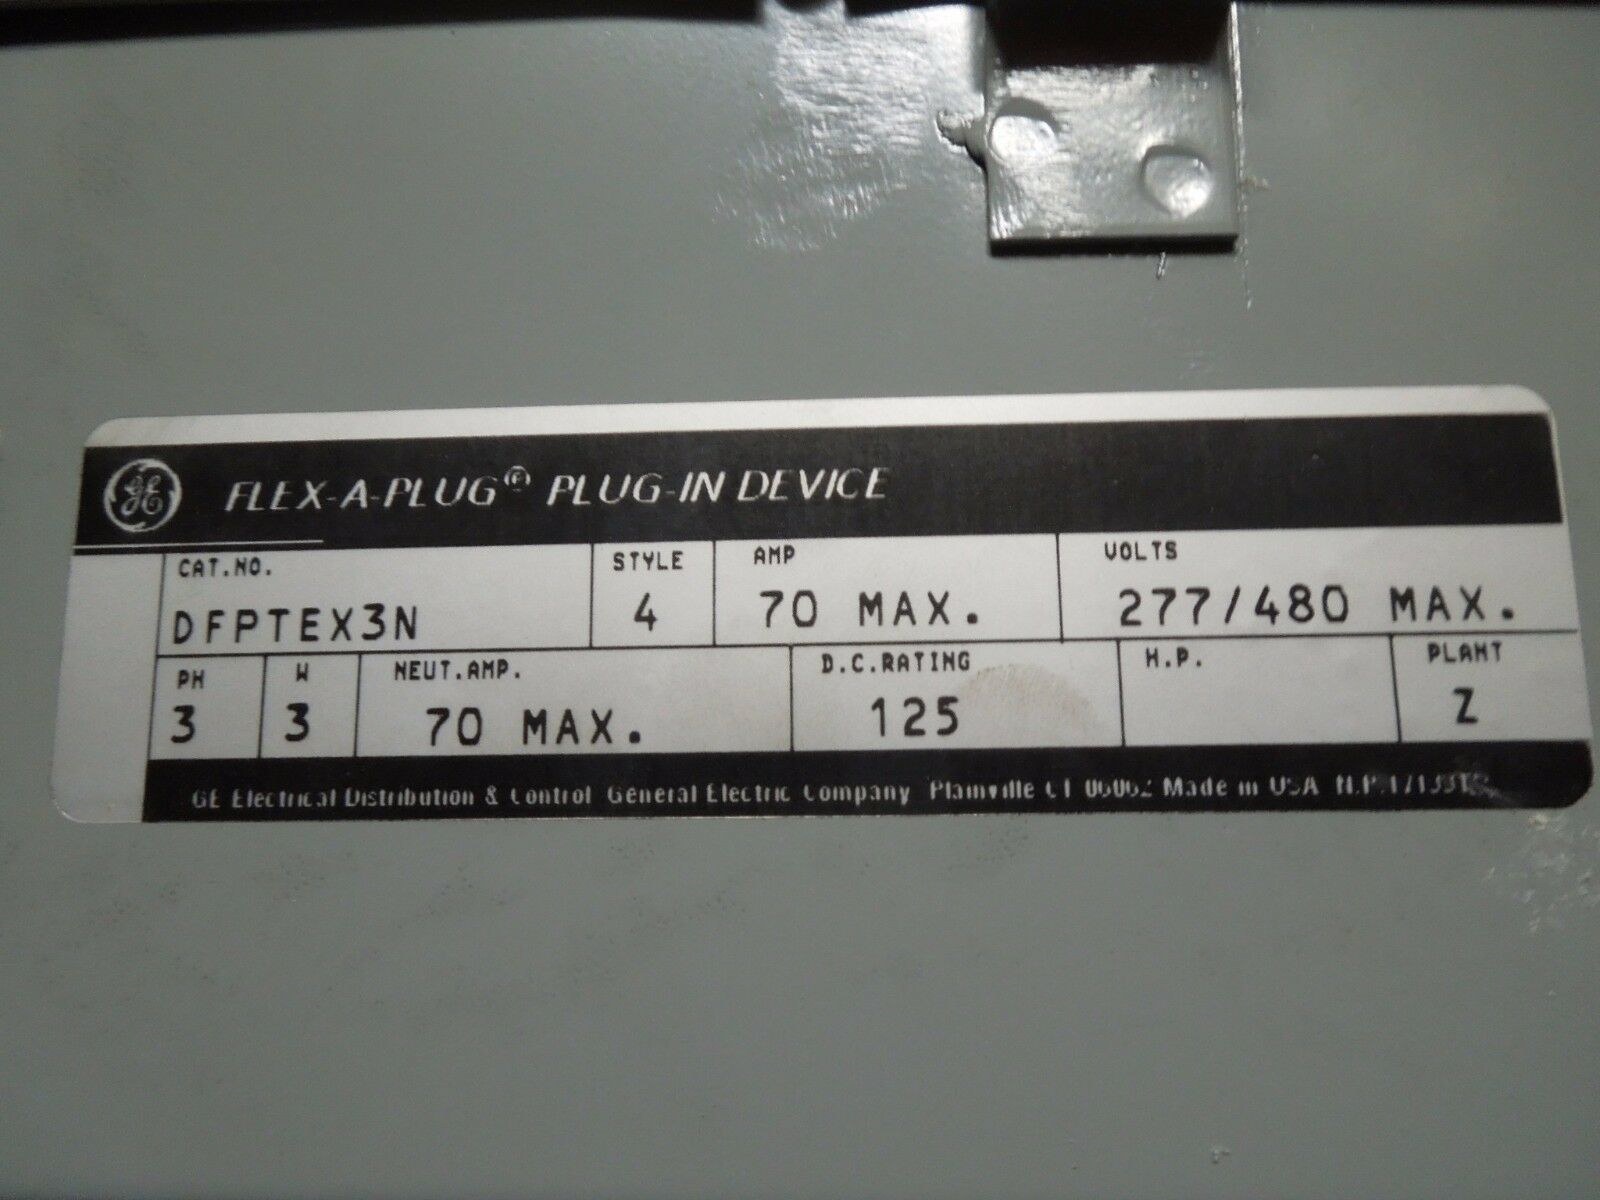 GE FLEX-A-PLUG® PLUG-IN DEVICE
CAT.NO. STYLE AMP VOLTS
DFPTEX3N 4 70 MAX. 277/480 MAX.
PH W NEUT.AMP. D.C.RATING H.P. PLANT
3 3 70 MAX. 125 Z
GE Electrical Distribution & Control General Electric Company Plainville CT 06062 Made in USA